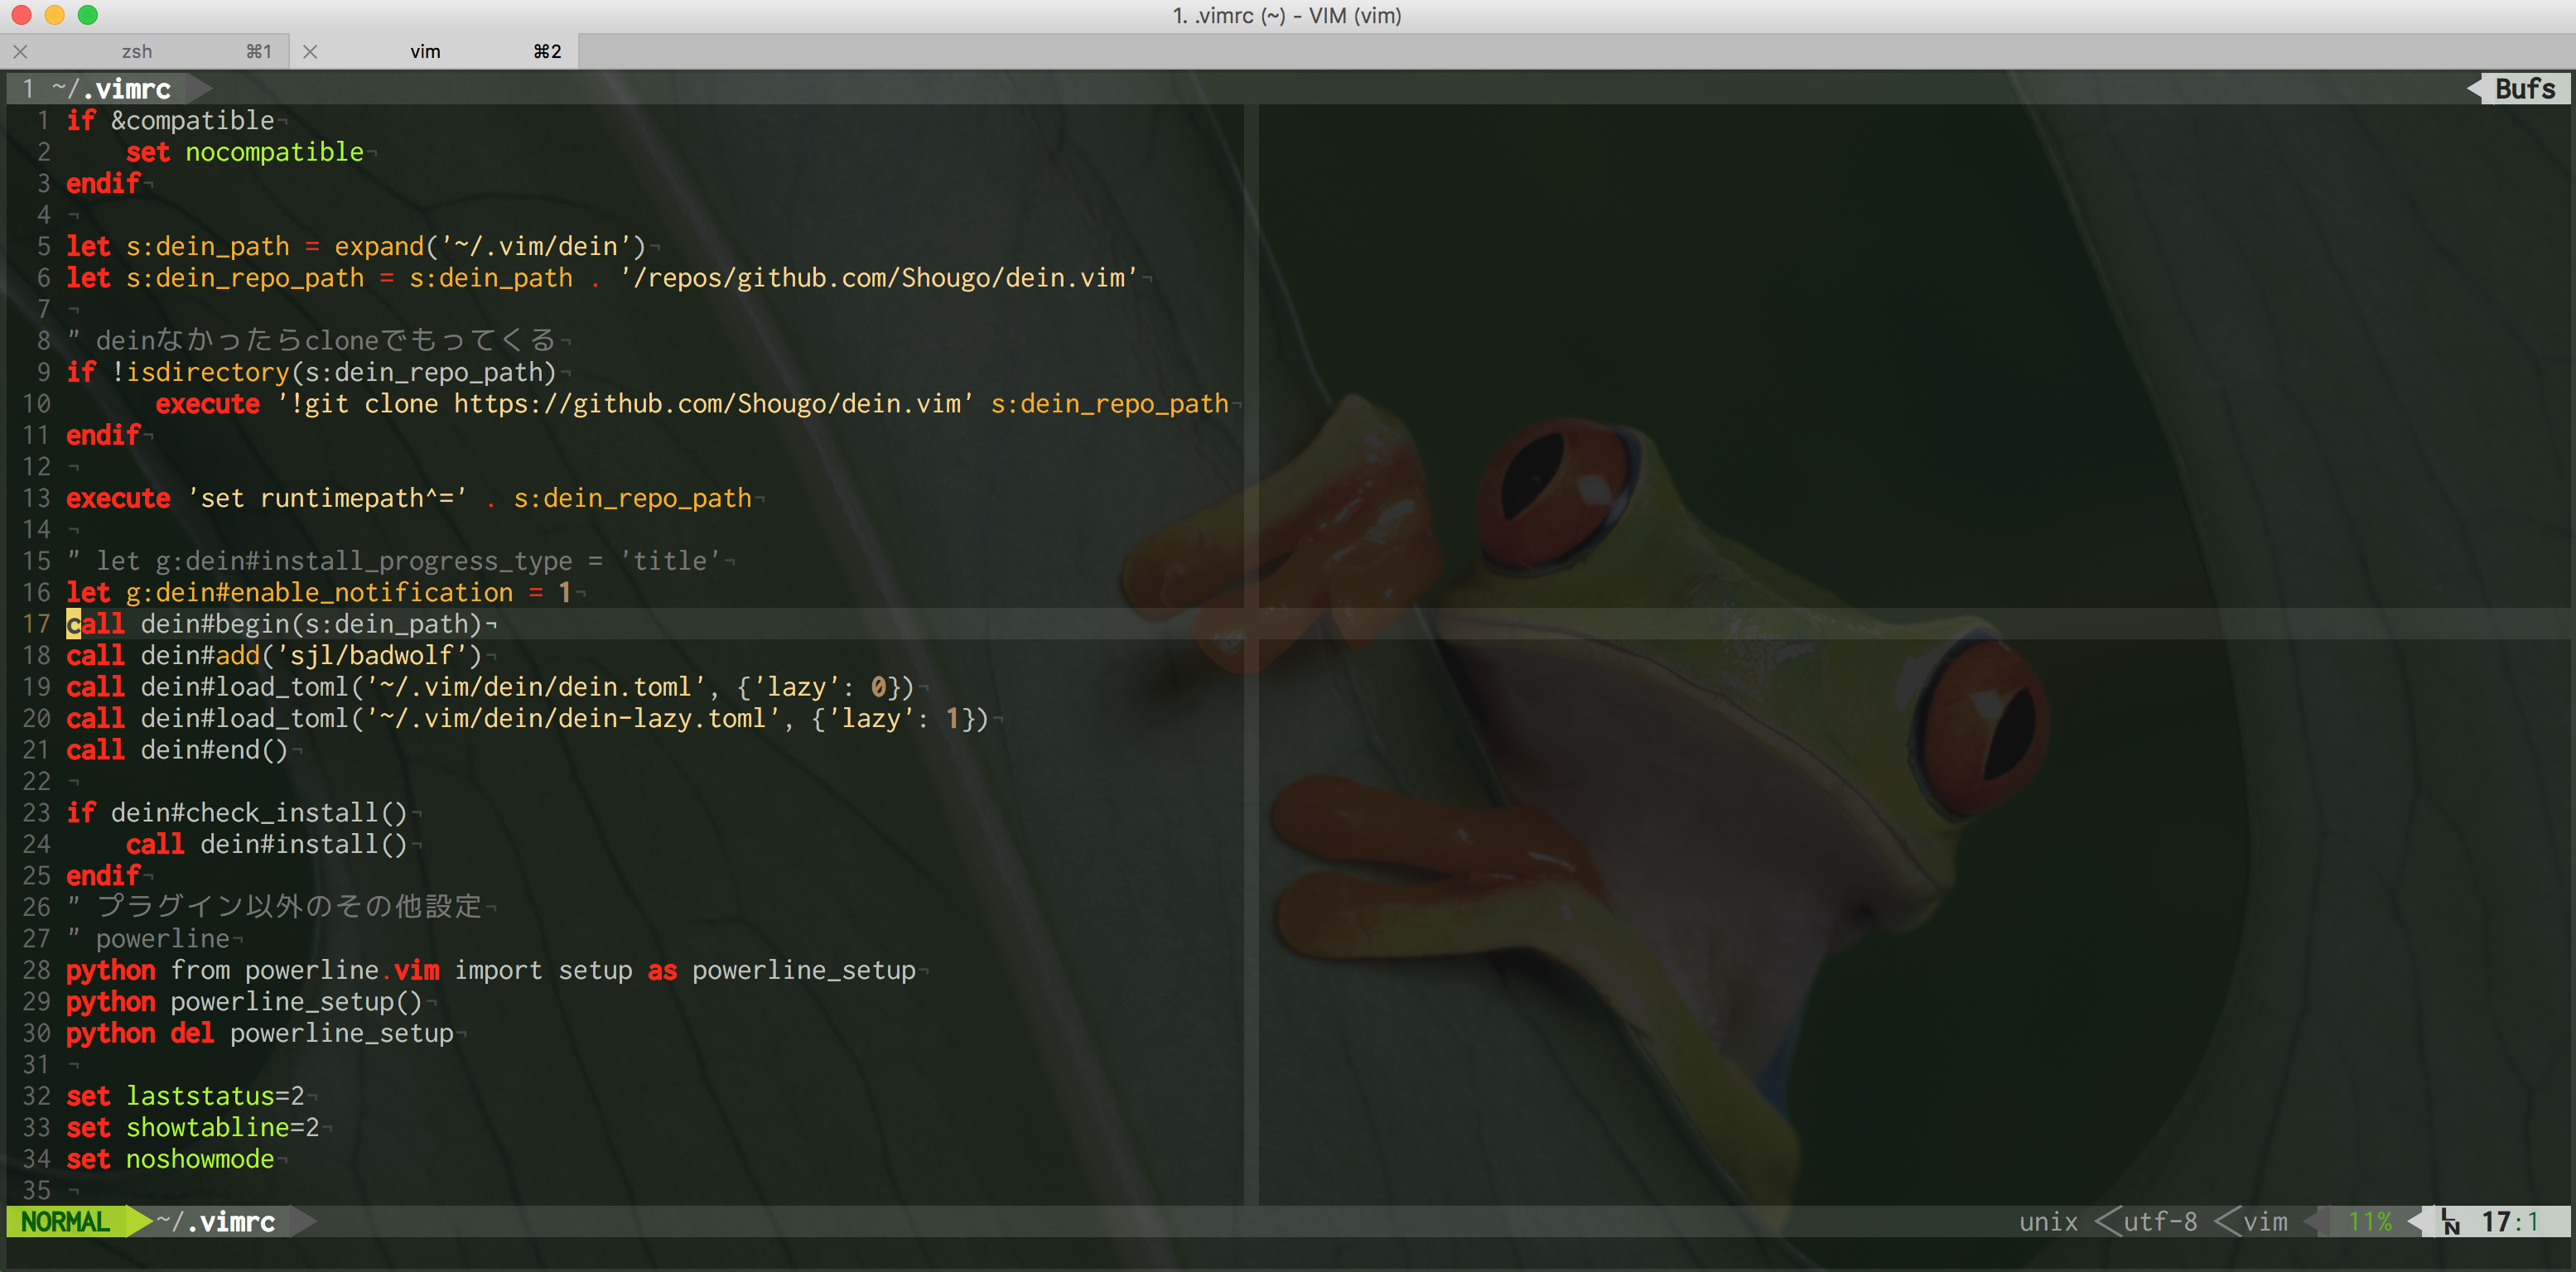 1. .vimrc (~) - VIM (vim)
zsh ⌘1 vim ⌘2
1 ~/.vimrc Bufs
1 if &compatible¬
2     set nocompatible¬
3 endif¬
4 ¬
5 let s:dein_path = expand('~/.vim/dein')¬
6 let s:dein_repo_path = s:dein_path . '/repos/github.com/Shougo/dein.vim'¬
7 ¬
8 " deinなかったらcloneでもってくる¬
9 if !isdirectory(s:dein_repo_path)¬
10       execute '!git clone https://github.com/Shougo/dein.vim' s:dein_repo_path¬
11 endif¬
12 ¬
13 execute 'set runtimepath^=' . s:dein_repo_path¬
14 ¬
15 " let g:dein#install_progress_type = 'title'¬
16 let g:dein#enable_notification = 1¬
17 call dein#begin(s:dein_path)¬
18 call dein#add('sjl/badwolf')¬
19 call dein#load_toml('~/.vim/dein/dein.toml', {'lazy': 0})¬
20 call dein#load_toml('~/.vim/dein/dein-lazy.toml', {'lazy': 1})¬
21 call dein#end()¬
22 ¬
23 if dein#check_install()¬
24     call dein#install()¬
25 endif¬
26 " プラグイン以外のその他設定¬
27 " powerline¬
28 python from powerline.vim import setup as powerline_setup¬
29 python powerline_setup()¬
30 python del powerline_setup¬
31 ¬
32 set laststatus=2¬
33 set showtabline=2¬
34 set noshowmode¬
35 ¬
NORMAL ~/.vimrc unix utf-8 vim 11% LN 17:1